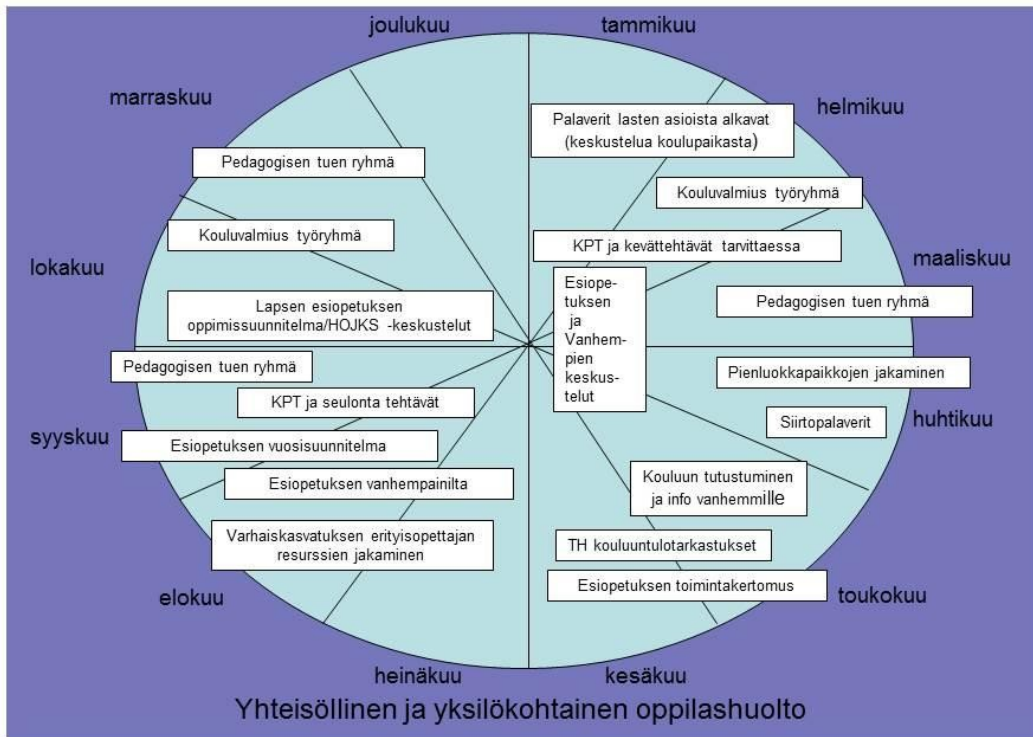 joulukuu
tammikuu
marraskuu
helmikuu
Palaverit lasten asioista alkavat
(keskustelua koulupaikasta)
Pedagogisen tuen ryhmä
Kouluvalmius työryhmä
Kouluvalmius työryhmä
KPT ja kevättehtävät tarvittaessa
lokakuu
maaliskuu
Esiope-
tuksen
ja
Vanhem-
pien
keskus-
telut
Lapsen esiopetuksen
oppimissuunnitelma/HOJKS -keskustelut
Pedagogisen tuen ryhmä
Pedagogisen tuen ryhmä
Pienluokkapaikkojen jakaminen
KPT ja seulonta tehtävät
Siirtopalaverit
syyskuu
huhtikuu
Esiopetuksen vuosisuunnitelma
Esiopetuksen vanhempainilta
Kouluun tutustuminen
ja info vanhemmille
Varhaiskasvatuksen erityisopettajan
resurssien jakaminen
TH kouluuntulotarkastukset
Esiopetuksen toimintakertomus
elokuu
toukokuu
heinäkuu
kesäkuu
Yhteisöllinen ja yksilökohtainen oppilashuolto